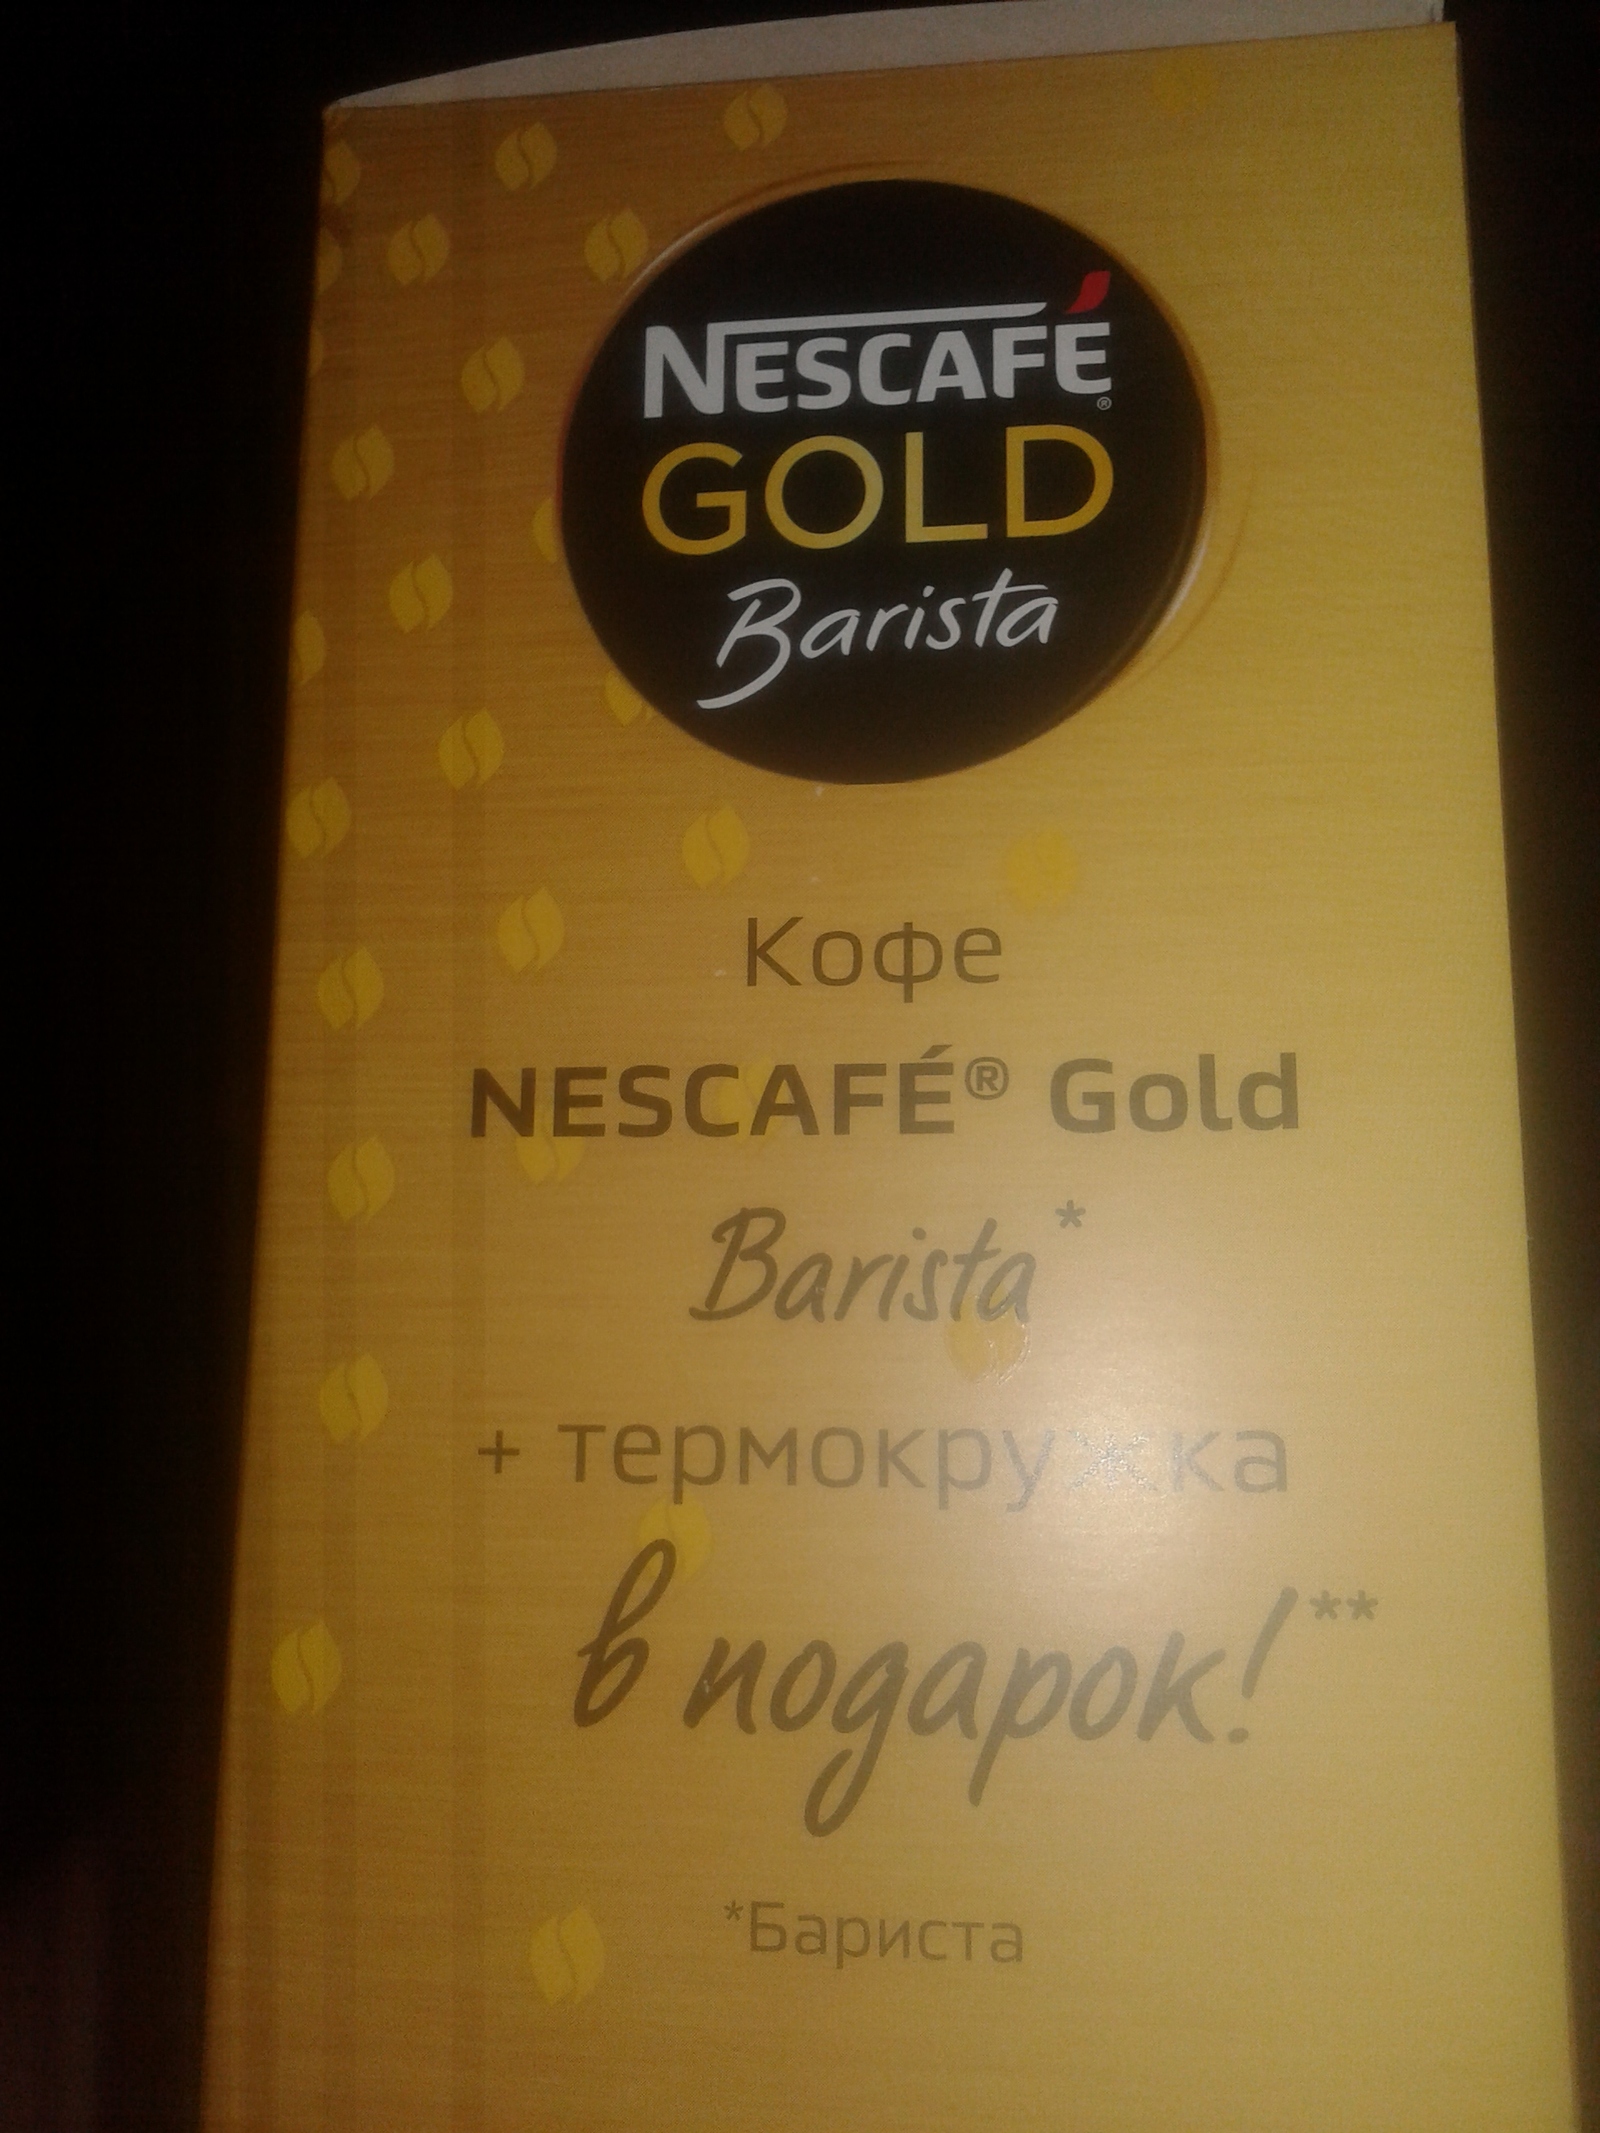 NESCAFÉ®
GOLD
Barista
Кофе
NESCAFÉ® Gold
Barista*
+ термокружка
в подарок!**
*Бариста